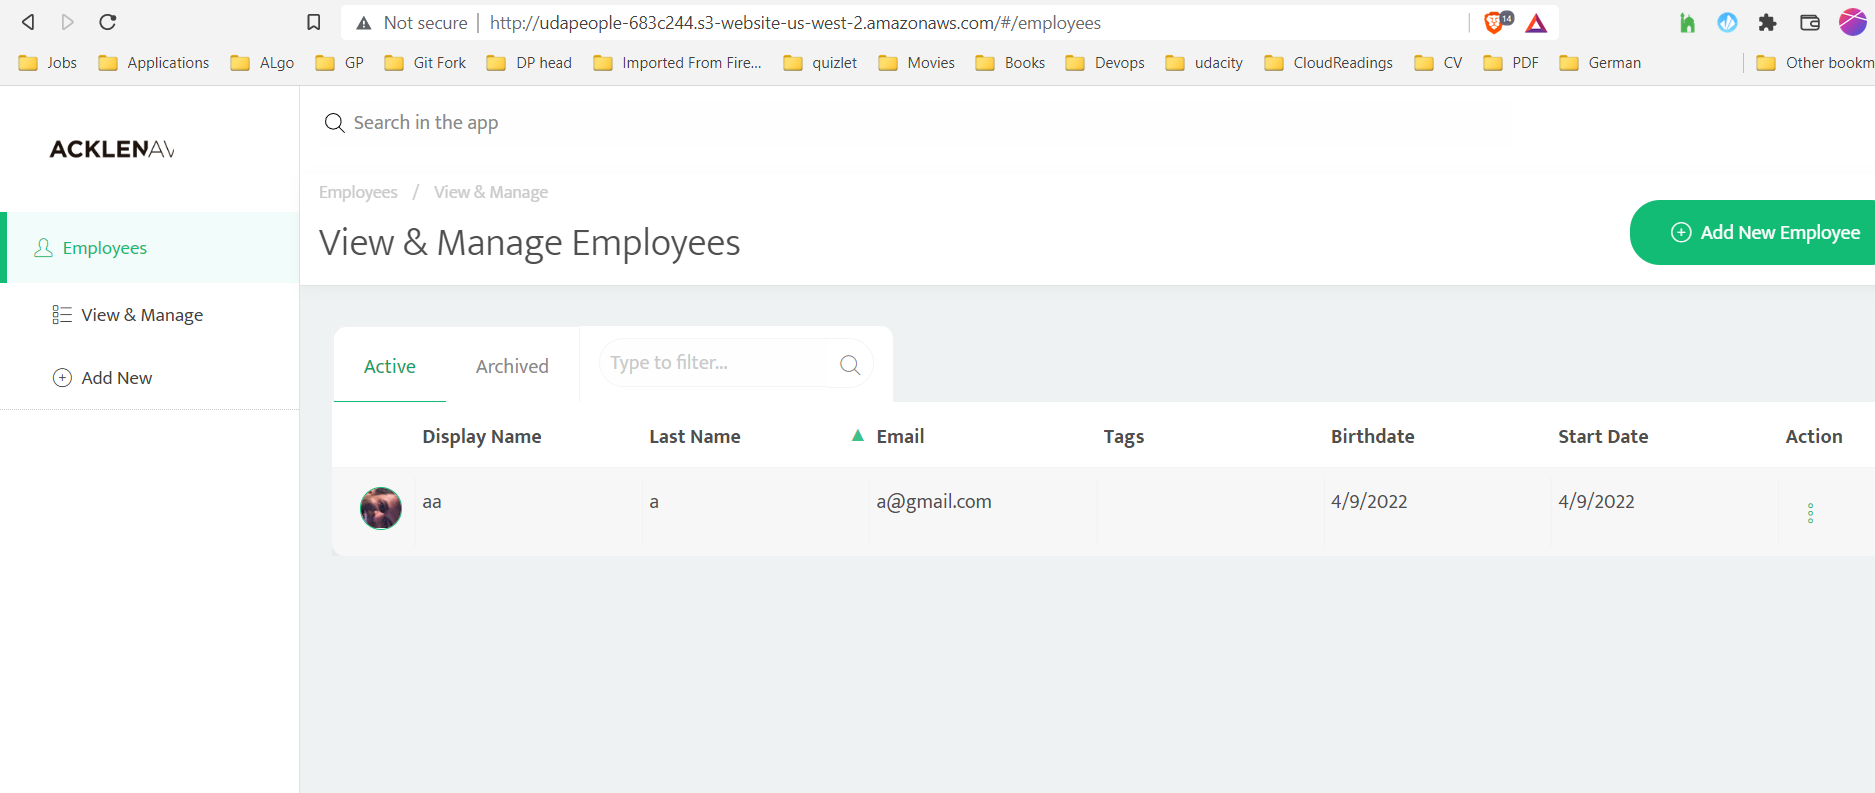 Not secure http://udapeople-683c244.s3-website-us-west-2.amazonaws.com/#/employees 14
Jobs Applications ALgo GP Git Fork DP head Imported From Fire... quizlet Movies Books Devops udacity CloudReadings CV PDF German Other bookm
Search in the app
ACKLENAV
Employees / View & Manage
View & Manage Employees
Add New Employee
Employees
View & Manage
Add New
Active Archived Type to filter...
Display Name Last Name Email Tags Birthdate Start Date Action
aa a a@gmail.com 4/9/2022 4/9/2022